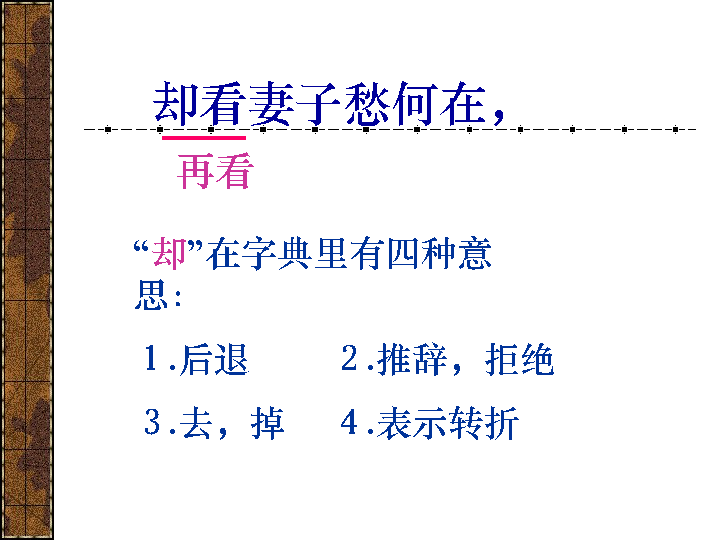 却看妻子愁何在，
再看
“却”在字典里有四种意
思：
１.后退 ２.推辞，拒绝
３.去，掉 ４.表示转折